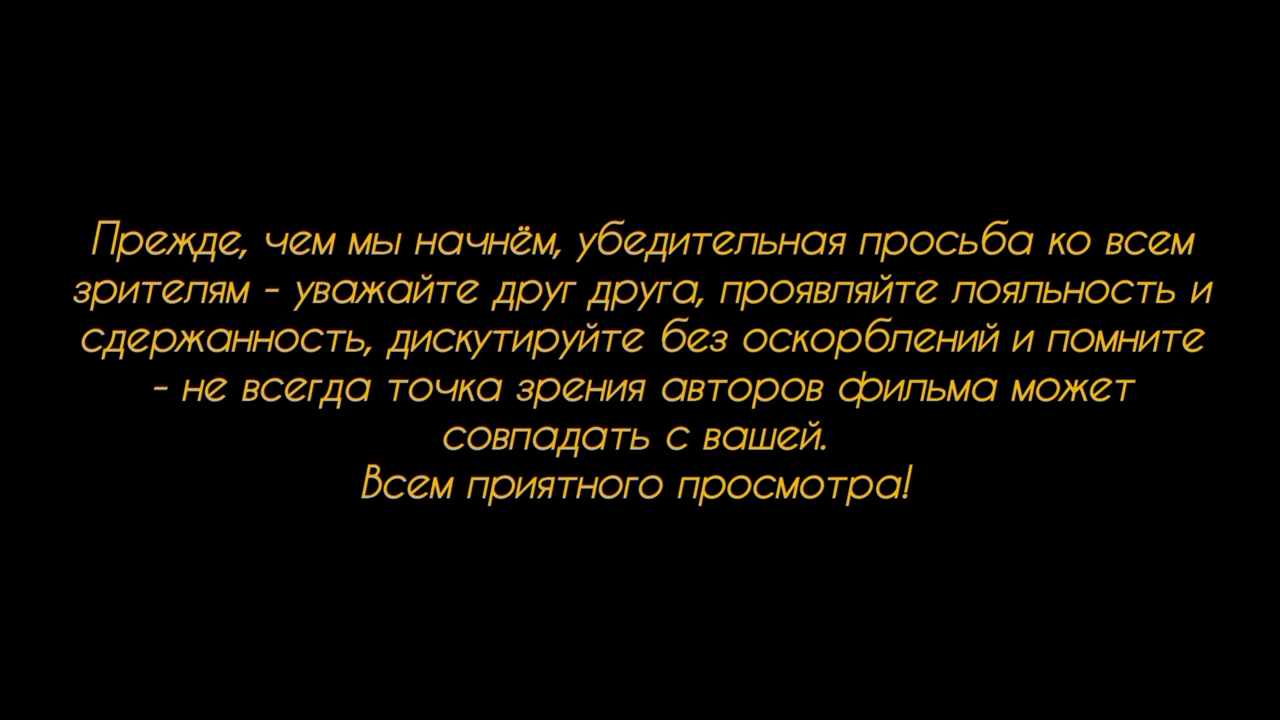 Прежде, чем мы начнём, убедительная просьба ко всем
зрителям - уважайте друг друга, проявляйте лояльность и
сдержанность, дискутируйте без оскорблений и помните
- не всегда точка зрения авторов фильма может
совпадать с вашей.
Всем приятного просмотра!